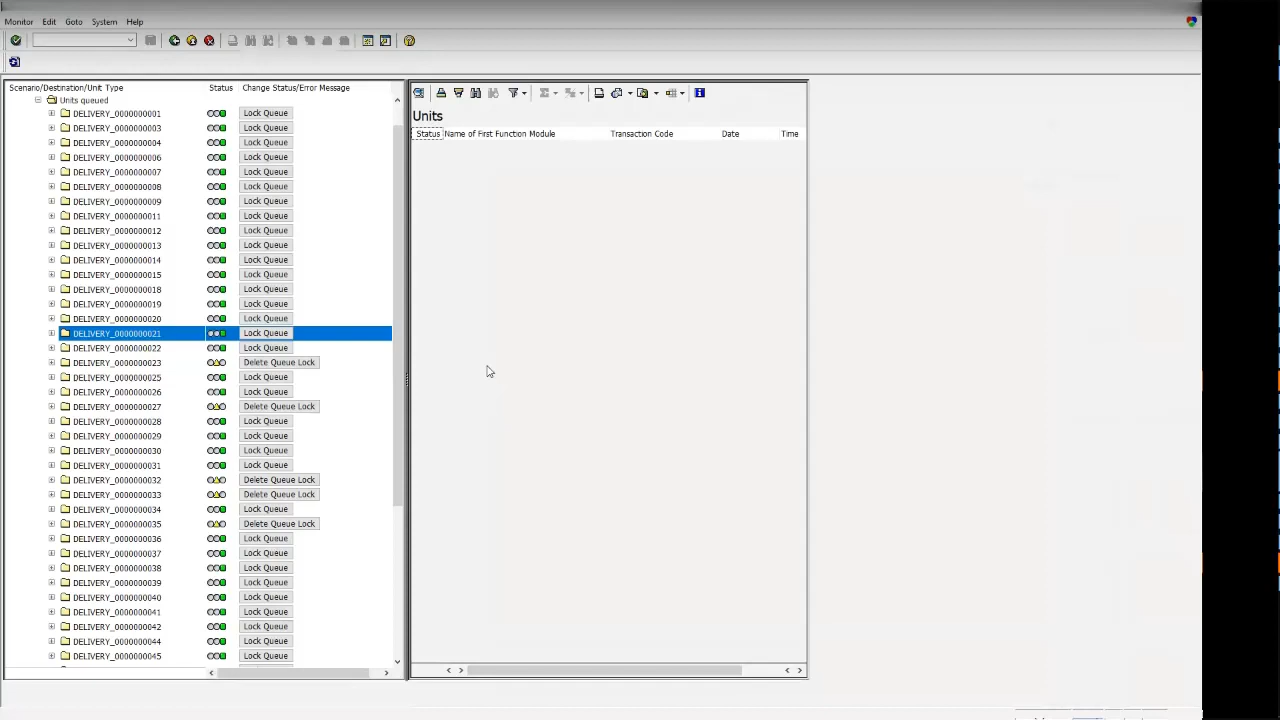 Monitor Edit Goto System Help
Scenario/Destination/Unit Type Status Change Status/Error Message
Units queued
DELIVERY_0000000001 Lock Queue
DELIVERY_0000000003 Lock Queue
DELIVERY_0000000004 Lock Queue
DELIVERY_0000000006 Lock Queue
DELIVERY_0000000007 Lock Queue
DELIVERY_0000000008 Lock Queue
DELIVERY_0000000009 Lock Queue
DELIVERY_0000000011 Lock Queue
DELIVERY_0000000012 Lock Queue
DELIVERY_0000000013 Lock Queue
DELIVERY_0000000014 Lock Queue
DELIVERY_0000000015 Lock Queue
DELIVERY_0000000018 Lock Queue
DELIVERY_0000000019 Lock Queue
DELIVERY_0000000020 Lock Queue
DELIVERY_0000000021 Lock Queue
DELIVERY_0000000022 Lock Queue
DELIVERY_0000000023 Delete Queue Lock
DELIVERY_0000000025 Lock Queue
DELIVERY_0000000026 Lock Queue
DELIVERY_0000000027 Delete Queue Lock
DELIVERY_0000000028 Lock Queue
DELIVERY_0000000029 Lock Queue
DELIVERY_0000000030 Lock Queue
DELIVERY_0000000031 Lock Queue
DELIVERY_0000000032 Delete Queue Lock
DELIVERY_0000000033 Delete Queue Lock
DELIVERY_0000000034 Lock Queue
DELIVERY_0000000035 Delete Queue Lock
DELIVERY_0000000036 Lock Queue
DELIVERY_0000000037 Lock Queue
DELIVERY_0000000038 Lock Queue
DELIVERY_0000000039 Lock Queue
DELIVERY_0000000040 Lock Queue
DELIVERY_0000000041 Lock Queue
DELIVERY_0000000042 Lock Queue
DELIVERY_0000000044 Lock Queue
DELIVERY_0000000045 Lock Queue
Units
Status Name of First Function Module Transaction Code Date Time